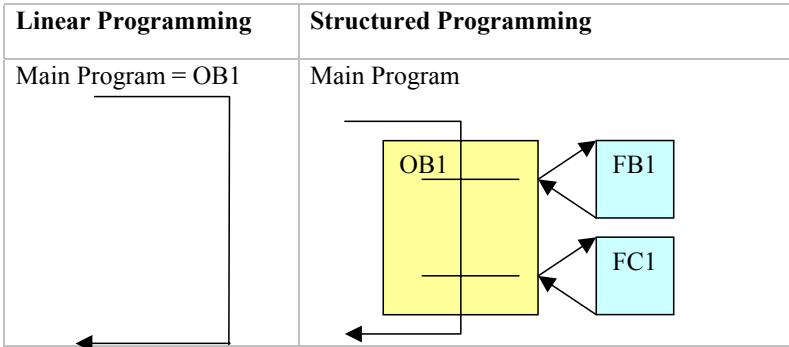 Linear Programming
Structured Programming
Main Program = OB1
Main Program
OB1
FB1
FC1